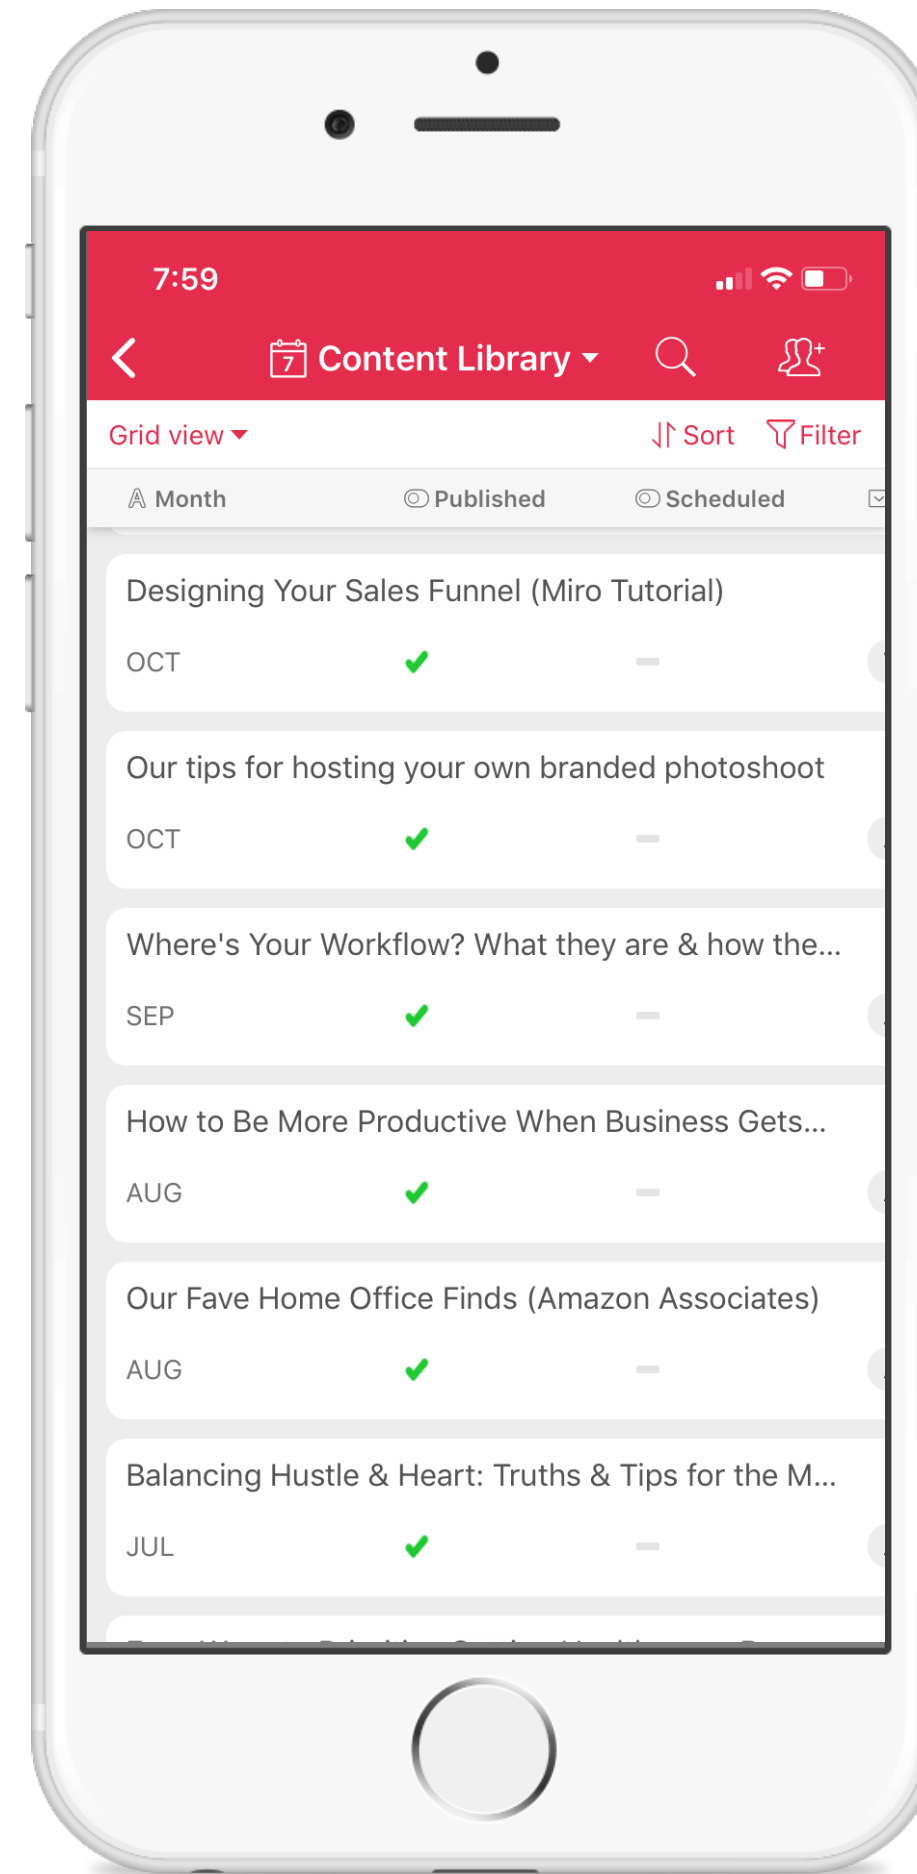 7:59
7 Content Library
Grid view Sort Filter
Month Published Scheduled
Designing Your Sales Funnel (Miro Tutorial)
OCT
Our tips for hosting your own branded photoshoot
OCT
Where's Your Workflow? What they are & how the...
SEP
How to Be More Productive When Business Gets...
AUG
Our Fave Home Office Finds (Amazon Associates)
AUG
Balancing Hustle & Heart: Truths & Tips for the M...
JUL